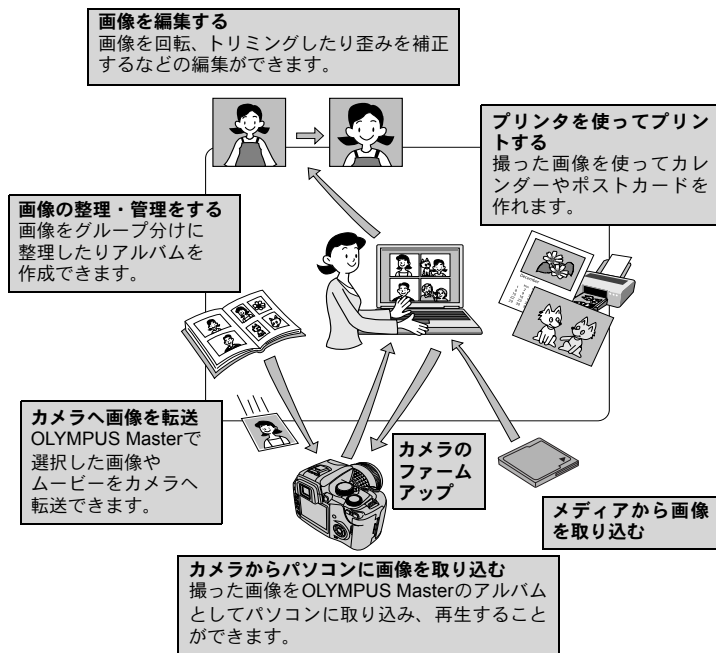 画像を編集する
画像を回転、トリミングしたり歪みを補正
するなどの編集ができます。
プリンタを使ってプリン
トする
撮った画像を使ってカレ
ンダーやポストカードを
作れます。
画像の整理・管理をする
画像をグループ分けに
整理したりアルバムを
作成できます。
カメラへ画像を転送
OLYMPUS Masterで
選択した画像や
ムービーをカメラへ
転送できます。
カメラの
ファーム
アップ
メディアから画像
を取り込む
カメラからパソコンに画像を取り込む
撮った画像をOLYMPUS Masterのアルバム
としてパソコンに取り込み、再生すること
ができます。